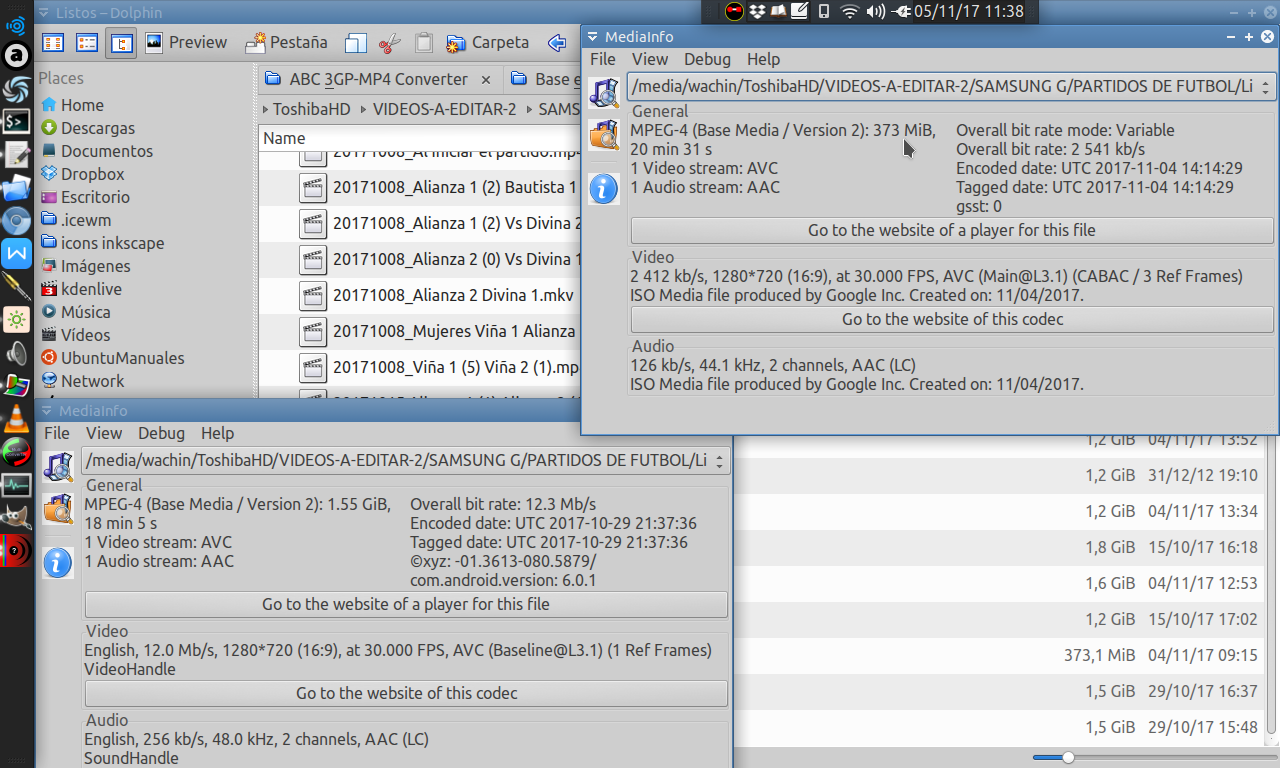 Listos – Dolphin
05/11/17 11:38
Preview
Pestaña
Carpeta
Places
Home
Descargas
Documentos
Dropbox
Escritorio
.icewm
icons inkscape
Imágenes
kdenlive
Música
Vídeos
UbuntuManuales
Network
ABC 3GP-MP4 Converter
Base e
ToshibaHD
VIDEOS-A-EDITAR-2
SAMS
Name
20171008_Alianza 1 (2) Bautista 1
20171008_Alianza 1 (2) Vs Divina 2
20171008_Alianza 2 (0) Vs Divina 1
20171008_Alianza 2 Divina 1.mkv
20171008_Mujeres Viña 1 Alianza
20171008_Viña 1 (5) Viña 2 (1).mp
MediaInfo
File View Debug Help
/media/wachin/ToshibaHD/VIDEOS-A-EDITAR-2/SAMSUNG G/PARTIDOS DE FUTBOL/Li
General
MPEG-4 (Base Media / Version 2): 373 MiB,
20 min 31 s
1 Video stream: AVC
1 Audio stream: AAC
Overall bit rate mode: Variable
Overall bit rate: 2 541 kb/s
Encoded date: UTC 2017-11-04 14:14:29
Tagged date: UTC 2017-11-04 14:14:29
gsst: 0
Go to the website of a player for this file
Video
2 412 kb/s, 1280*720 (16:9), at 30.000 FPS, AVC (Main@L3.1) (CABAC / 3 Ref Frames)
ISO Media file produced by Google Inc. Created on: 11/04/2017.
Go to the website of this codec
Audio
126 kb/s, 44.1 kHz, 2 channels, AAC (LC)
ISO Media file produced by Google Inc. Created on: 11/04/2017.
MediaInfo
File View Debug Help
/media/wachin/ToshibaHD/VIDEOS-A-EDITAR-2/SAMSUNG G/PARTIDOS DE FUTBOL/Li
General
MPEG-4 (Base Media / Version 2): 1.55 GiB,
18 min 5 s
1 Video stream: AVC
1 Audio stream: AAC
Overall bit rate: 12.3 Mb/s
Encoded date: UTC 2017-10-29 21:37:36
Tagged date: UTC 2017-10-29 21:37:36
©xyz: -01.3613-080.5879/
com.android.version: 6.0.1
Go to the website of a player for this file
Video
English, 12.0 Mb/s, 1280*720 (16:9), at 30.000 FPS, AVC (Baseline@L3.1) (1 Ref Frames)
VideoHandle
Go to the website of this codec
Audio
English, 256 kb/s, 48.0 kHz, 2 channels, AAC (LC)
SoundHandle
1,2 GiB 04/11/17 13:52
1,2 GiB 31/12/12 19:10
1,2 GiB 04/11/17 13:34
1,8 GiB 15/10/17 16:18
1,6 GiB 04/11/17 12:53
1,2 GiB 15/10/17 17:02
373,1 MiB 04/11/17 09:15
1,5 GiB 29/10/17 16:37
1,5 GiB 29/10/17 15:48